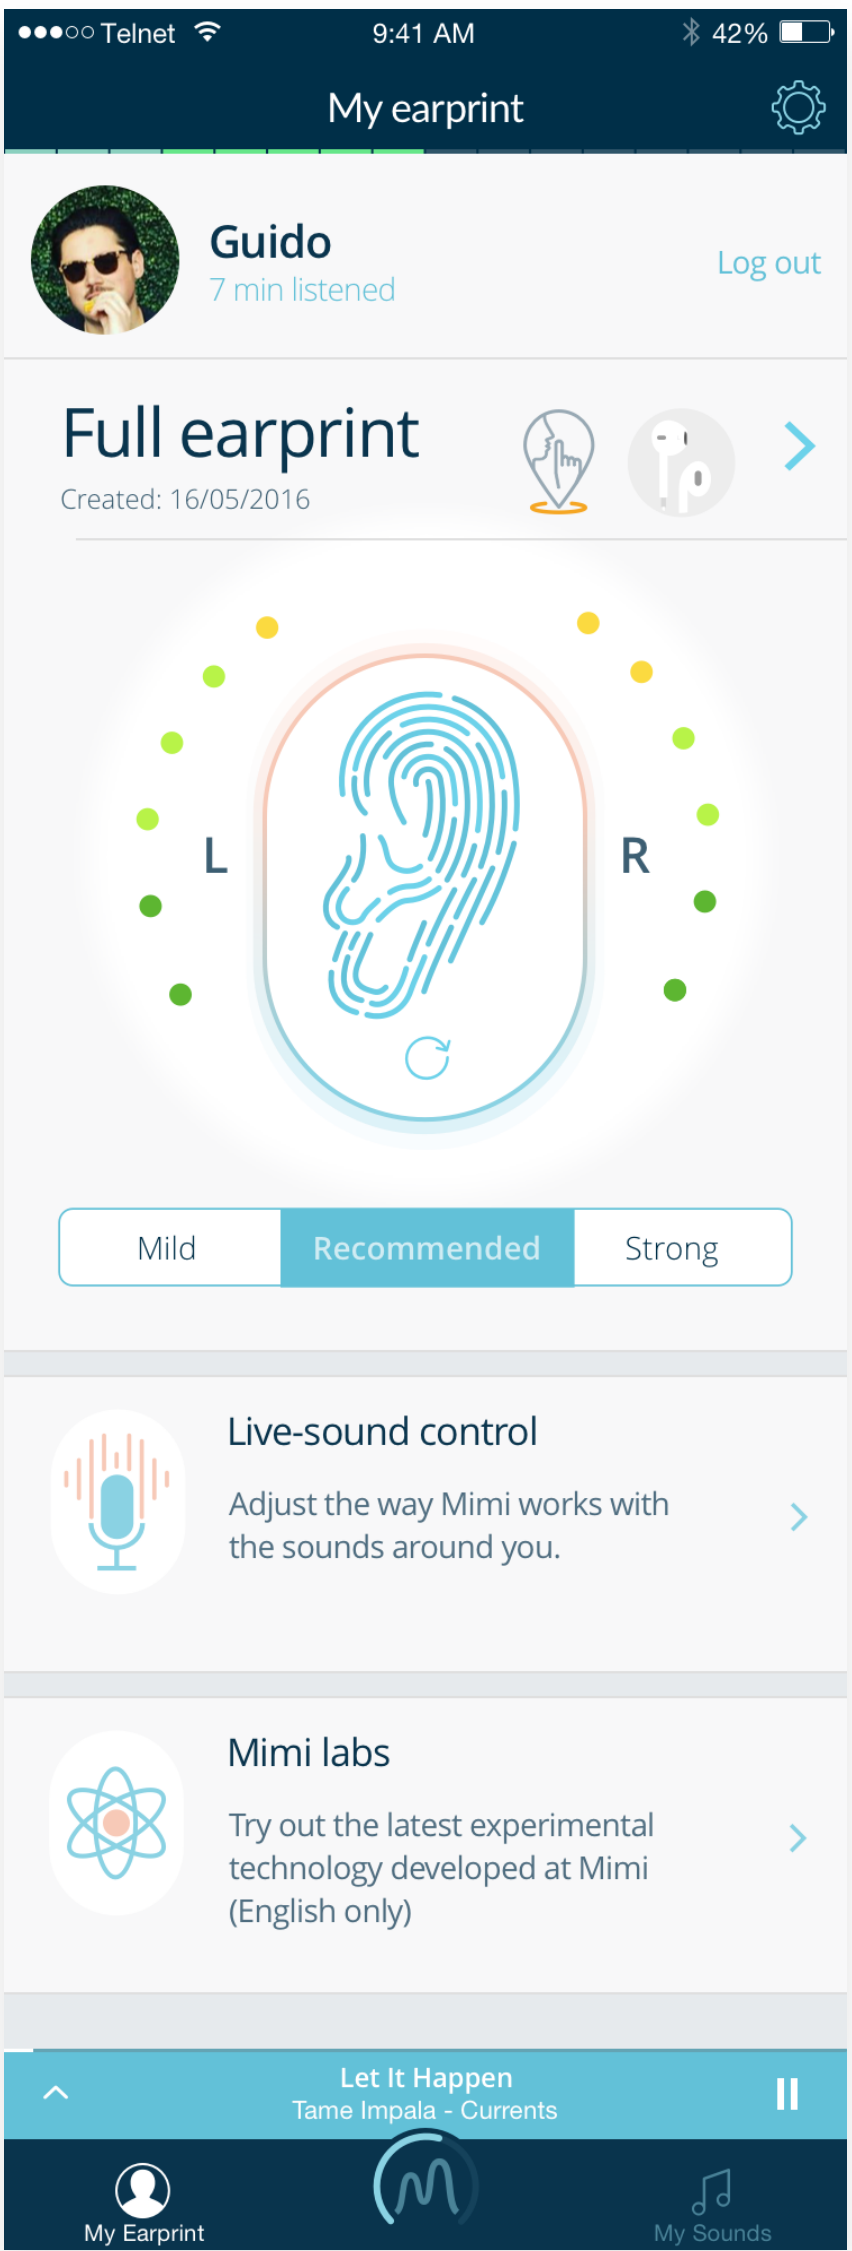 Telnet 9:41 AM 42%
My earprint
Guido
7 min listened
Log out
Full earprint
Created: 16/05/2016
L R
Mild Recommended Strong
Live-sound control
Adjust the way Mimi works with
the sounds around you.
Mimi labs
Try out the latest experimental
technology developed at Mimi
(English only)
Let It Happen
Tame Impala - Currents
My Earprint My Sounds